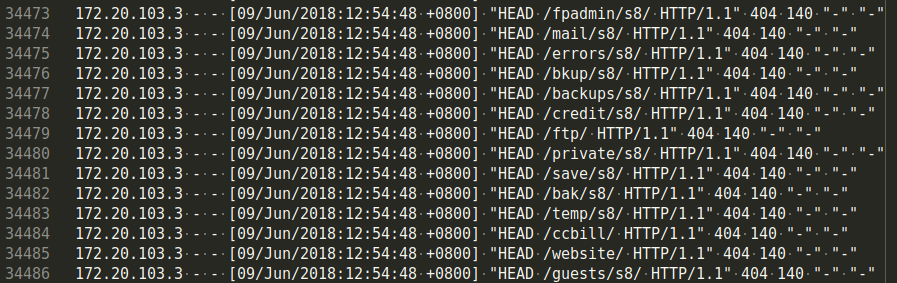 34473 172.20.103.3 - - [09/Jun/2018:12:54:48 +0800] "HEAD /fpadmin/s8/ HTTP/1.1" 404 140 "-" "-"
34474 172.20.103.3 - - [09/Jun/2018:12:54:48 +0800] "HEAD /mail/s8/ HTTP/1.1" 404 140 "-" "-"
34475 172.20.103.3 - - [09/Jun/2018:12:54:48 +0800] "HEAD /errors/s8/ HTTP/1.1" 404 140 "-" "-"
34476 172.20.103.3 - - [09/Jun/2018:12:54:48 +0800] "HEAD /bkup/s8/ HTTP/1.1" 404 140 "-" "-"
34477 172.20.103.3 - - [09/Jun/2018:12:54:48 +0800] "HEAD /backups/s8/ HTTP/1.1" 404 140 "-" "-"
34478 172.20.103.3 - - [09/Jun/2018:12:54:48 +0800] "HEAD /credit/s8/ HTTP/1.1" 404 140 "-" "-"
34479 172.20.103.3 - - [09/Jun/2018:12:54:48 +0800] "HEAD /ftp/ HTTP/1.1" 404 140 "-" "-"
34480 172.20.103.3 - - [09/Jun/2018:12:54:48 +0800] "HEAD /private/s8/ HTTP/1.1" 404 140 "-" "-"
34481 172.20.103.3 - - [09/Jun/2018:12:54:48 +0800] "HEAD /save/s8/ HTTP/1.1" 404 140 "-" "-"
34482 172.20.103.3 - - [09/Jun/2018:12:54:48 +0800] "HEAD /bak/s8/ HTTP/1.1" 404 140 "-" "-"
34483 172.20.103.3 - - [09/Jun/2018:12:54:48 +0800] "HEAD /temp/s8/ HTTP/1.1" 404 140 "-" "-"
34484 172.20.103.3 - - [09/Jun/2018:12:54:48 +0800] "HEAD /ccbill/ HTTP/1.1" 404 140 "-" "-"
34485 172.20.103.3 - - [09/Jun/2018:12:54:48 +0800] "HEAD /website/ HTTP/1.1" 404 140 "-" "-"
34486 172.20.103.3 - - [09/Jun/2018:12:54:48 +0800] "HEAD /guests/s8/ HTTP/1.1" 404 140 "-" "-"